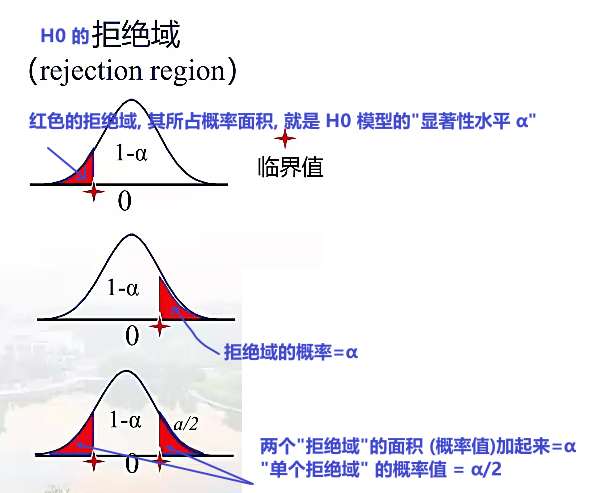 H0 的拒绝域
(rejection region)
红色的拒绝域, 其所占概率面积, 就是 H0 模型的"显著性水平 α"
1-α
临界值
0
1-α
0
拒绝域的概率=α
1-α
a/2
0
两个"拒绝域"的面积 (概率值)加起来=α
"单个拒绝域" 的概率值 = α/2